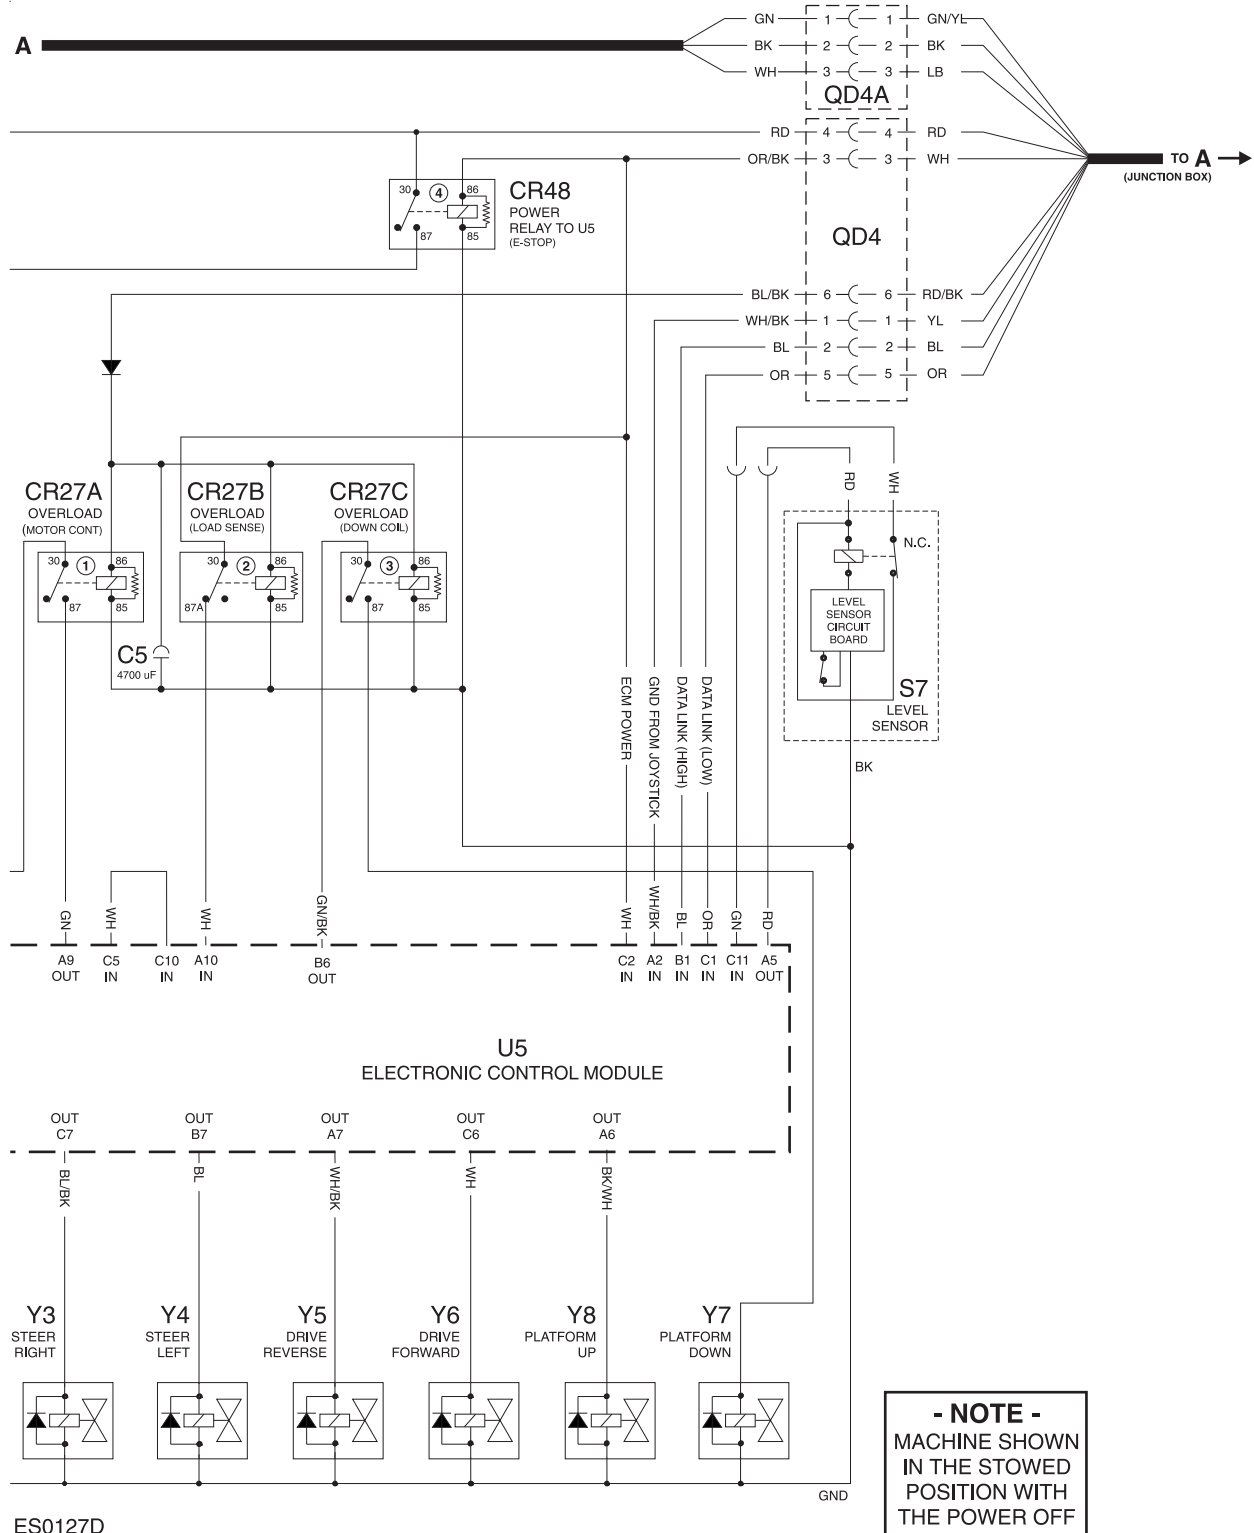 GN 1 1 GN/YL
A BK 2 2 BK
WH 3 3 LB
QD4A
RD 4 4 RD
OR/BK 3 3 WH
TO A
(JUNCTION BOX)
30 4 86
87 85
CR48
POWER
RELAY TO U5
(E-STOP)
QD4
BL/BK 6 6 RD/BK
WH/BK 1 1 YL
BL 2 2 BL
OR 5 5 OR
RD WH
CR27A
OVERLOAD
(MOTOR CONT)
30 1 86
87 85
CR27B
OVERLOAD
(LOAD SENSE)
30 2 86
87A 85
CR27C
OVERLOAD
(DOWN COIL)
30 3 86
87 85
C5
4700 uF
N.C.
LEVEL
SENSOR
CIRCUIT
BOARD
S7
LEVEL
SENSOR
BK
ECM POWER
GND FROM JOYSTICK
DATA LINK (HIGH)
DATA LINK (LOW)
GN WH WH GN/BK WH WH/BK BL OR GN RD
A9
OUT
C5
IN
C10
IN
A10
IN
B6
OUT
C2
IN
A2
IN
B1
IN
C1
IN
C11
IN
A5
OUT
U5
ELECTRONIC CONTROL MODULE
OUT
C7
OUT
B7
OUT
A7
OUT
C6
OUT
A6
BL/BK BL WH/BK WH BK/WH
Y3
STEER
RIGHT
Y4
STEER
LEFT
Y5
DRIVE
REVERSE
Y6
DRIVE
FORWARD
Y8
PLATFORM
UP
Y7
PLATFORM
DOWN
GND
- NOTE -
MACHINE SHOWN
IN THE STOWED
POSITION WITH
THE POWER OFF
ES0127D